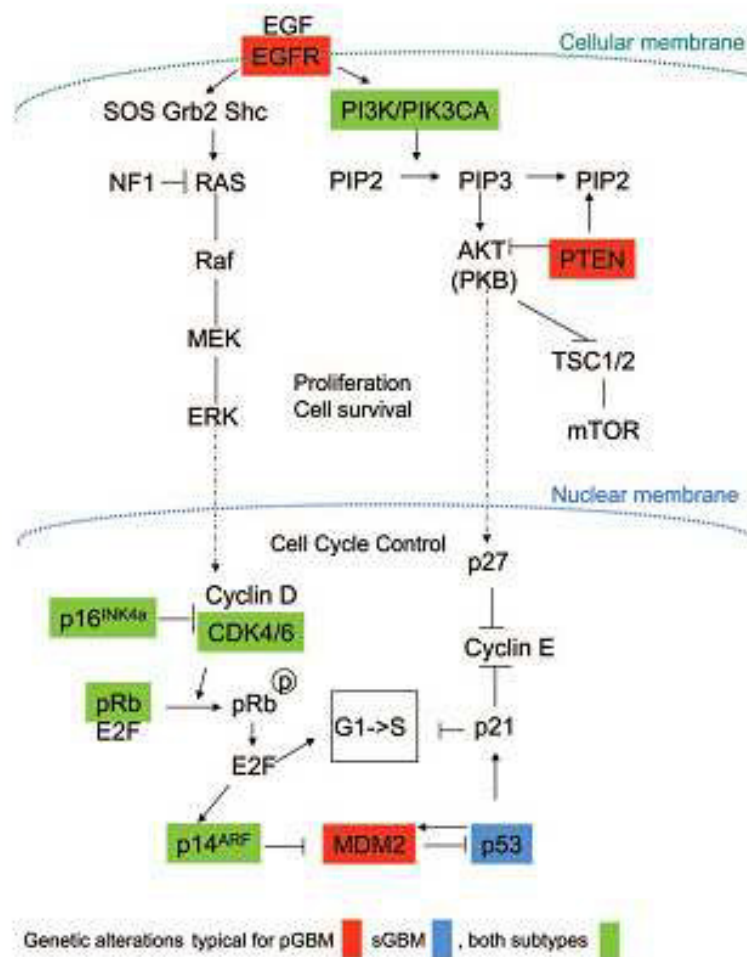 EGF
EGFR
Cellular membrane
SOS Grb2 Shc
PI3K/PIK3CA
NF1
RAS
PIP2
PIP3
PIP2
Raf
AKT
(PKB)
PTEN
MEK
TSC1/2
Proliferation
Cell survival
ERK
mTOR
Nuclear membrane
Cell Cycle Control
p27
Cyclin D
p16INK4a
CDK4/6
Cyclin E
pRb
E2F
pRb
p
G1->S
p21
E2F
p14ARF
MDM2
p53
Genetic alterations typical for pGBM sGBM , both subtypes